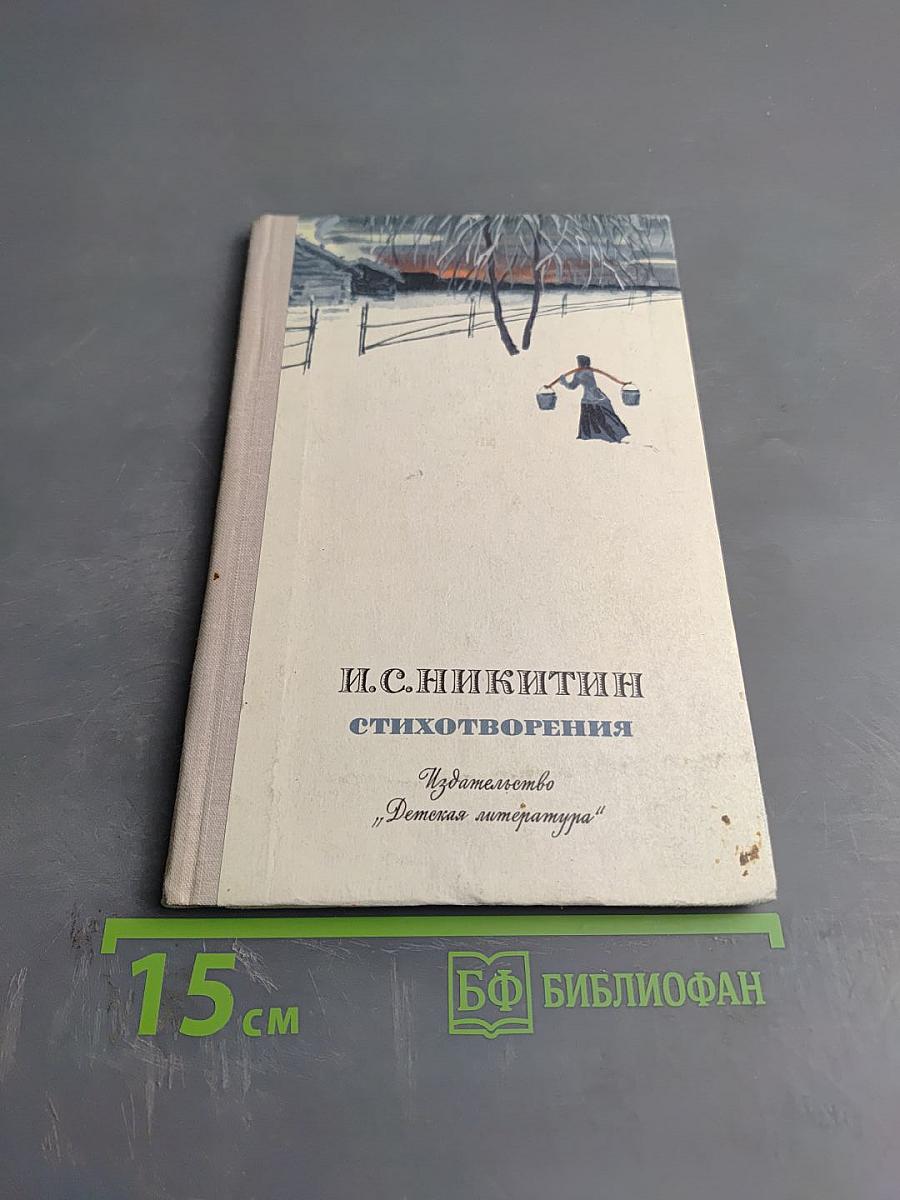 И.С.НИКИТИН
СТИХОТВОРЕНИЯ
Издательство
„Детская литература“
15 см
БФ БИБЛИОФАН